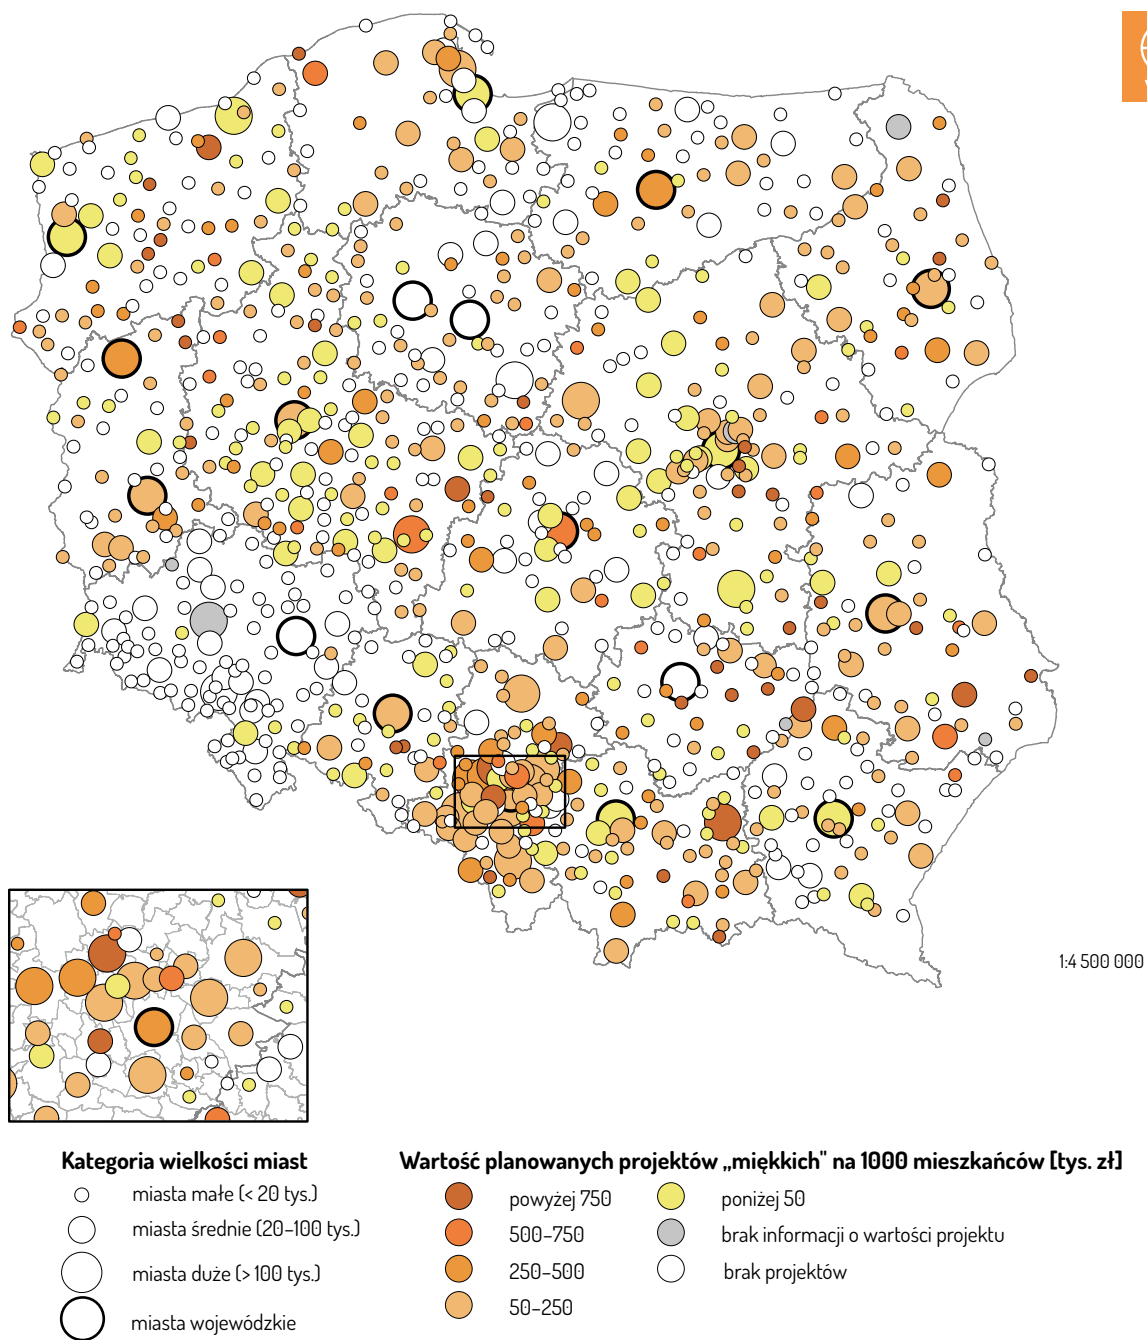 1:4 500 000
Kategoria wielkości miast
miasta małe (< 20 tys.)
miasta średnie (20–100 tys.)
miasta duże (> 100 tys.)
miasta wojewódzkie
Wartość planowanych projektów „miękkich" na 1000 mieszkańców [tys. zł]
powyżej 750
500–750
250–500
50–250
poniżej 50
brak informacji o wartości projektu
brak projektów